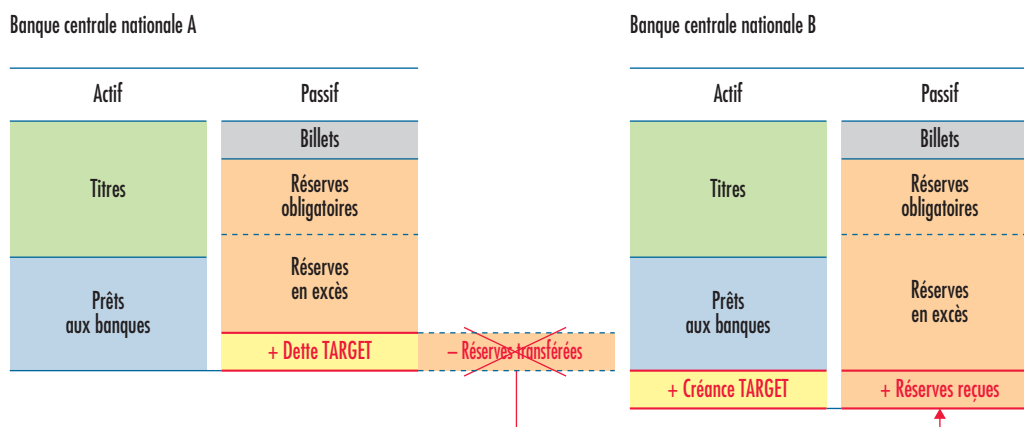 Banque centrale nationale A
Actif
Passif
Titres
Prêts
aux banques
Billets
Réserves
obligatoires
Réserves
en excès
+ Dette TARGET
– Réserves transférées
Banque centrale nationale B
Actif
Passif
Titres
Prêts
aux banques
+ Créance TARGET
Billets
Réserves
obligatoires
Réserves
en excès
+ Réserves reçues